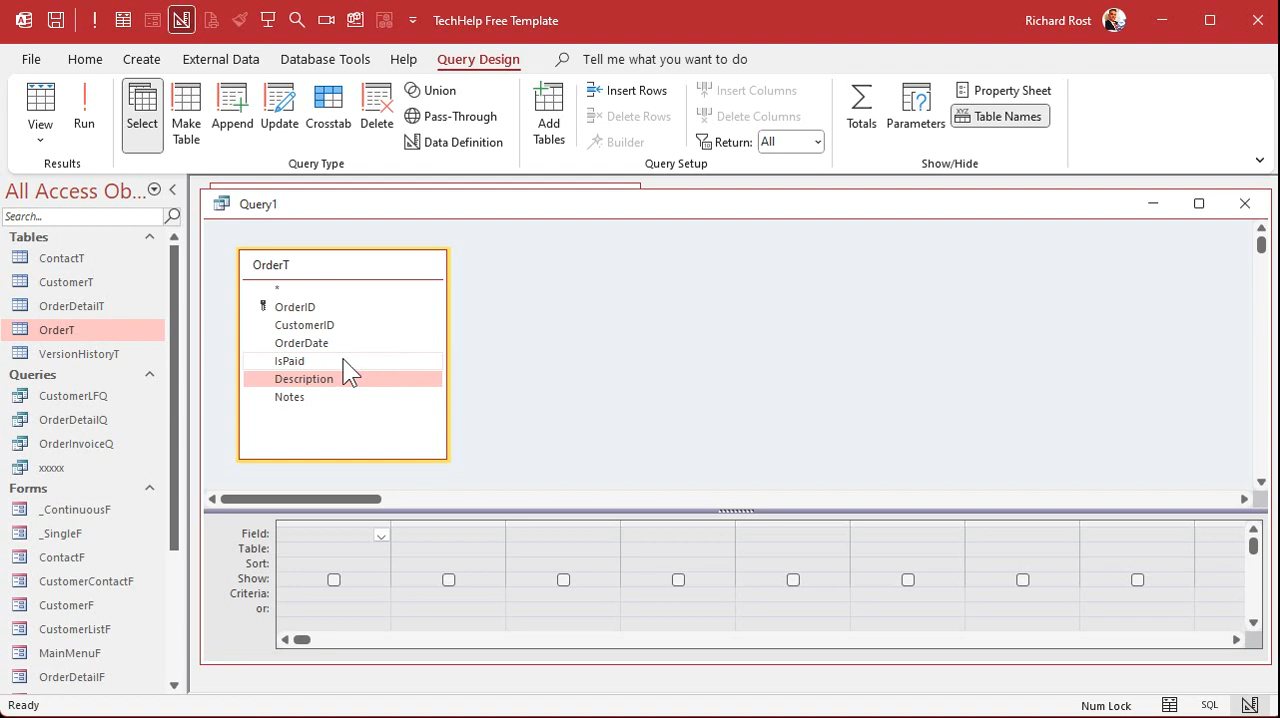 TechHelp Free Template
Richard Rost
File Home Create External Data Database Tools Help Query Design Tell me what you want to do
View
Run
Results
Select
Make Table
Append
Update
Crosstab
Delete
Union
Pass-Through
Data Definition
Query Type
Add Tables
Insert Rows
Delete Rows
Builder
Insert Columns
Delete Columns
Return: All
Query Setup
Totals
Parameters
Property Sheet
XYZ Table Names
Show/Hide
All Access Ob...
Search...
Tables
ContactT
CustomerT
OrderDetailT
OrderT
VersionHistoryT
Queries
CustomerLFQ
OrderDetailQ
OrderInvoiceQ
xxxxx
Forms
_ContinuousF
_SingleF
ContactF
CustomerContactF
CustomerF
CustomerListF
MainMenuF
OrderDetailF
Query1
OrderT
*
OrderID
CustomerID
OrderDate
IsPaid
Description
Notes
Field:
Table:
Sort:
Show:
Criteria:
or:
Ready
Num Lock
SQL